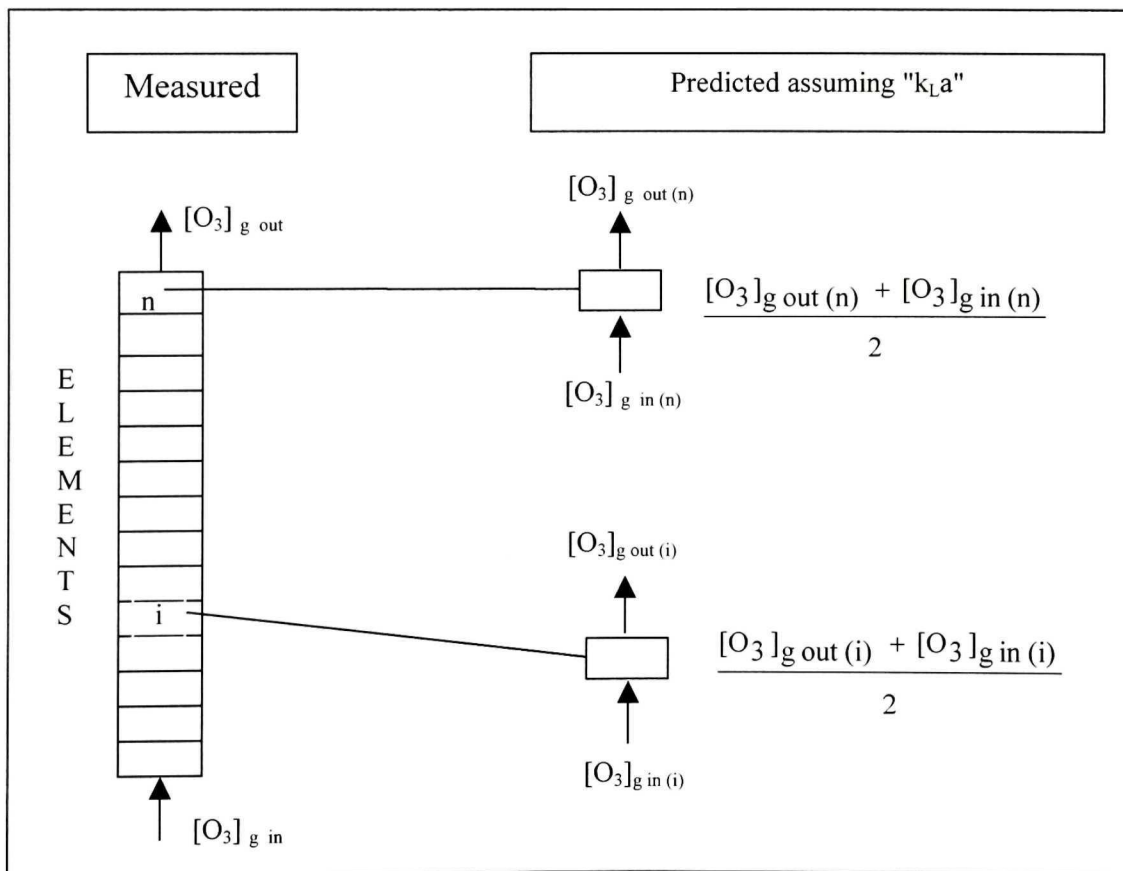 Measured
Predicted assuming "kLa"
[O3] g out
[O3] g out (n)
n
[O3]g out (n) + [O3]g in (n)
2
[O3] g in (n)
ELEMENTS
[O3]g out (i)
i
[O3]g out (i) + [O3]g in (i)
2
[O3]g in (i)
[O3] g in